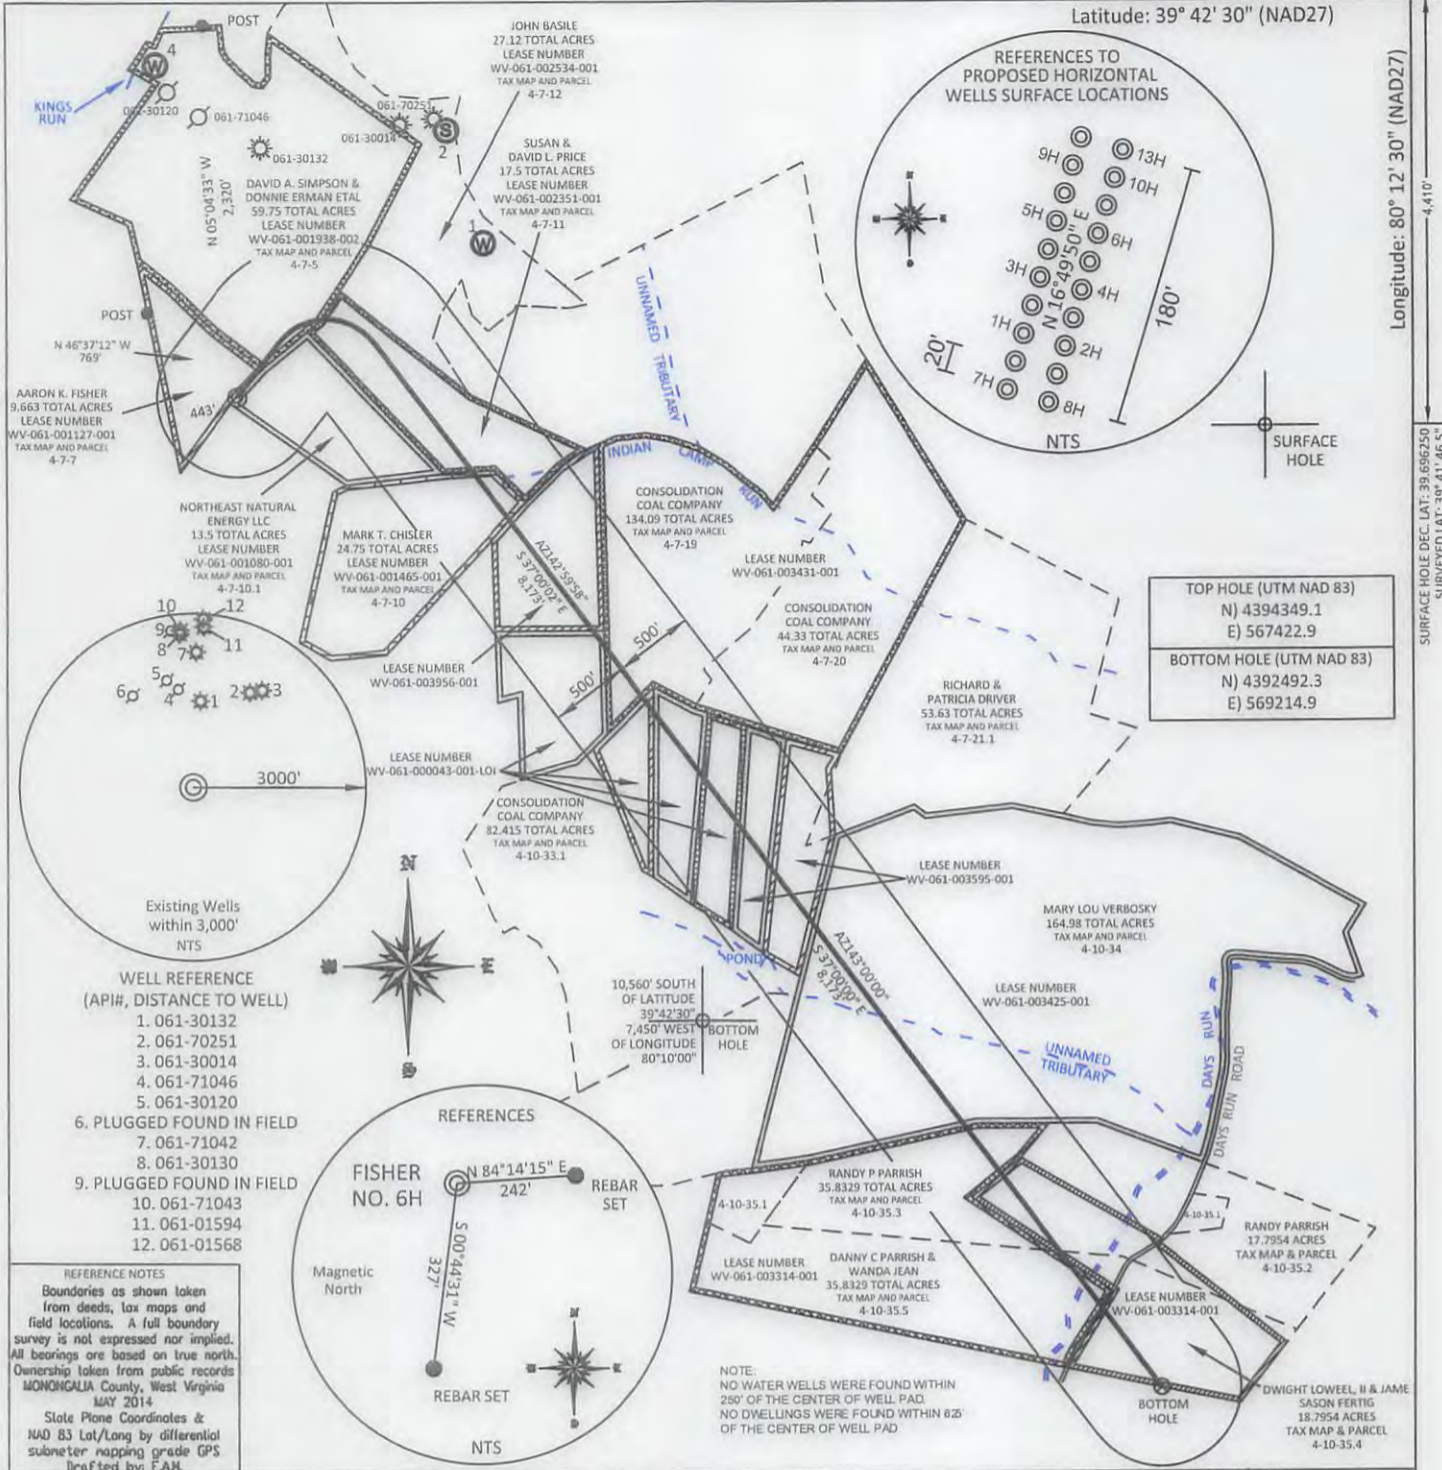 Latitude: 39° 42' 30" (NAD27)
Longitude: 80° 12' 30" (NAD27)
4,410'
SURFACE HOLE DEC. LAT: 39.696250
SURVEYED LAT: 39° 41' 46.5"
POST
4
W
KINGS
RUN
061-30120
061-71046
061-30132
061-70251
061-30014
S
2
1
W
N 05°04'33" W
2,320'
DAVID A. SIMPSON &
DONNIE ERMAN ETAL
59.75 TOTAL ACRES
LEASE NUMBER
WV-061-001938-002
TAX MAP AND PARCEL
4-7-5
JOHN BASILE
27.12 TOTAL ACRES
LEASE NUMBER
WV-061-002534-001
TAX MAP AND PARCEL
4-7-12
SUSAN &
DAVID L. PRICE
17.5 TOTAL ACRES
LEASE NUMBER
WV-061-002351-001
TAX MAP AND PARCEL
4-7-11
REFERENCES TO
PROPOSED HORIZONTAL
WELLS SURFACE LOCATIONS
13H
9H
10H
5H
6H
3H
4H
1H
2H
7H
8H
N 16°49'50" E
180'
20'
NTS
SURFACE
HOLE
POST
N 46°37'12" W
769'
AARON K. FISHER
9.663 TOTAL ACRES
LEASE NUMBER
WV-061-001127-001
TAX MAP AND PARCEL
4-7-7
443'
UNNAMED TRIBUTARY
INDIAN CAMP RUN
NORTHEAST NATURAL
ENERGY LLC
13.5 TOTAL ACRES
LEASE NUMBER
WV-061-001080-001
TAX MAP AND PARCEL
4-7-10.1
MARK T. CHISLER
24.75 TOTAL ACRES
LEASE NUMBER
WV-061-001465-001
TAX MAP AND PARCEL
4-7-10
CONSOLIDATION
COAL COMPANY
134.09 TOTAL ACRES
TAX MAP AND PARCEL
4-7-19
LEASE NUMBER
WV-061-003431-001
AZ142°59'58"
S 37°00'02" E
8,173'
CONSOLIDATION
COAL COMPANY
44.33 TOTAL ACRES
TAX MAP AND PARCEL
4-7-20
TOP HOLE (UTM NAD 83)
N) 4394349.1
E) 567422.9
BOTTOM HOLE (UTM NAD 83)
N) 4392492.3
E) 569214.9
LEASE NUMBER
WV-061-003956-001
500'
500'
RICHARD &
PATRICIA DRIVER
53.63 TOTAL ACRES
TAX MAP AND PARCEL
4-7-21.1
10
12
9
8
7
11
5
6
4
1
2
3
3000'
Existing Wells
within 3,000'
NTS
LEASE NUMBER
WV-061-000043-001-LOI
CONSOLIDATION
COAL COMPANY
82.415 TOTAL ACRES
TAX MAP AND PARCEL
4-10-33.1
LEASE NUMBER
WV-061-003595-001
MARY LOU VERBOSKY
164.98 TOTAL ACRES
TAX MAP AND PARCEL
4-10-34
LEASE NUMBER
WV-061-003425-001
N
POND
AZ143°00'00"
S 37°00'00" E
8,173'
10,560' SOUTH
OF LATITUDE
39°42'30"
7,450' WEST
OF LONGITUDE
80°10'00"
BOTTOM
HOLE
UNNAMED
TRIBUTARY
DAYS RUN
DAYS RUN ROAD
WELL REFERENCE
(API#, DISTANCE TO WELL)
1. 061-30132
2. 061-70251
3. 061-30014
4. 061-71046
5. 061-30120
6. PLUGGED FOUND IN FIELD
7. 061-71042
8. 061-30130
9. PLUGGED FOUND IN FIELD
10. 061-71043
11. 061-01594
12. 061-01568
REFERENCES
FISHER
NO. 6H
N 84°14'15" E
242'
REBAR
SET
S 00°44'31" W
327'
Magnetic
North
REBAR SET
NTS
4-10-35.1
RANDY P PARRISH
35.8329 TOTAL ACRES
TAX MAP AND PARCEL
4-10-35.3
4-10-35.1
RANDY PARRISH
17.7954 ACRES
TAX MAP & PARCEL
4-10-35.2
LEASE NUMBER
WV-061-003314-001
DANNY C PARRISH &
WANDA JEAN
35.8329 TOTAL ACRES
TAX MAP AND PARCEL
4-10-35.5
LEASE NUMBER
WV-061-003314-001
REFERENCE NOTES
Boundaries as shown taken
from deeds, tax maps and
field locations. A full boundary
survey is not expressed nor implied.
All bearings are based on true north.
Ownership taken from public records
MONONGALIA County, West Virginia
MAY 2014
State Plane Coordinates &
NAD 83 Lat/Long by differential
submeter mapping grade GPS
Drafted by: F.A.H.
NOTE:
NO WATER WELLS WERE FOUND WITHIN
250' OF THE CENTER OF WELL PAD.
NO DWELLINGS WERE FOUND WITHIN 625'
OF THE CENTER OF WELL PAD
BOTTOM
HOLE
DWIGHT LOWEEL, II & JAME
SASON FERTIG
18.7954 ACRES
TAX MAP & PARCEL
4-10-35.4